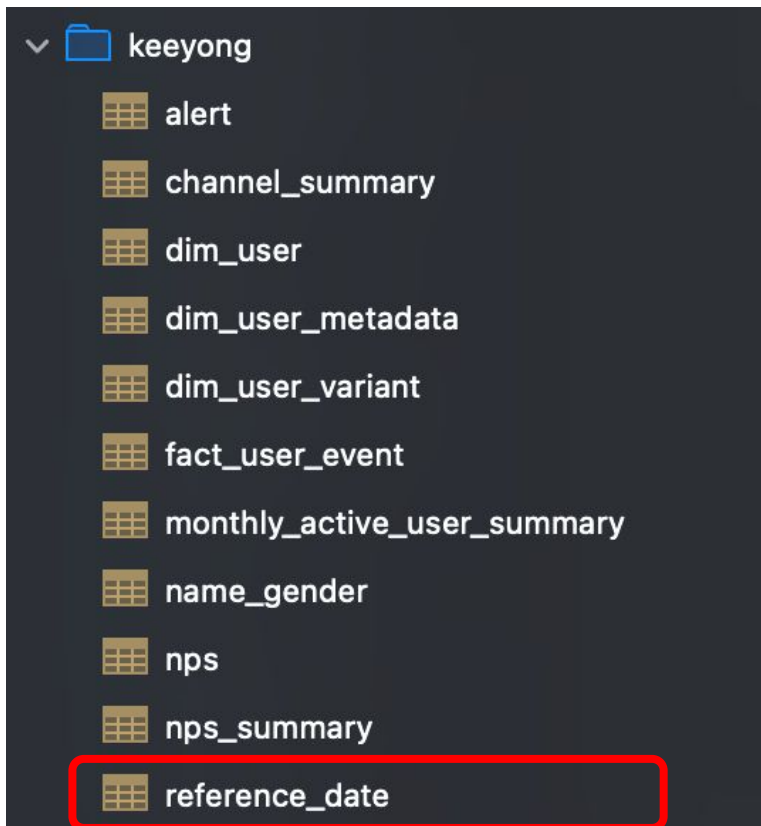 keeyong
alert
channel_summary
dim_user
dim_user_metadata
dim_user_variant
fact_user_event
monthly_active_user_summary
name_gender
nps
nps_summary
reference_date